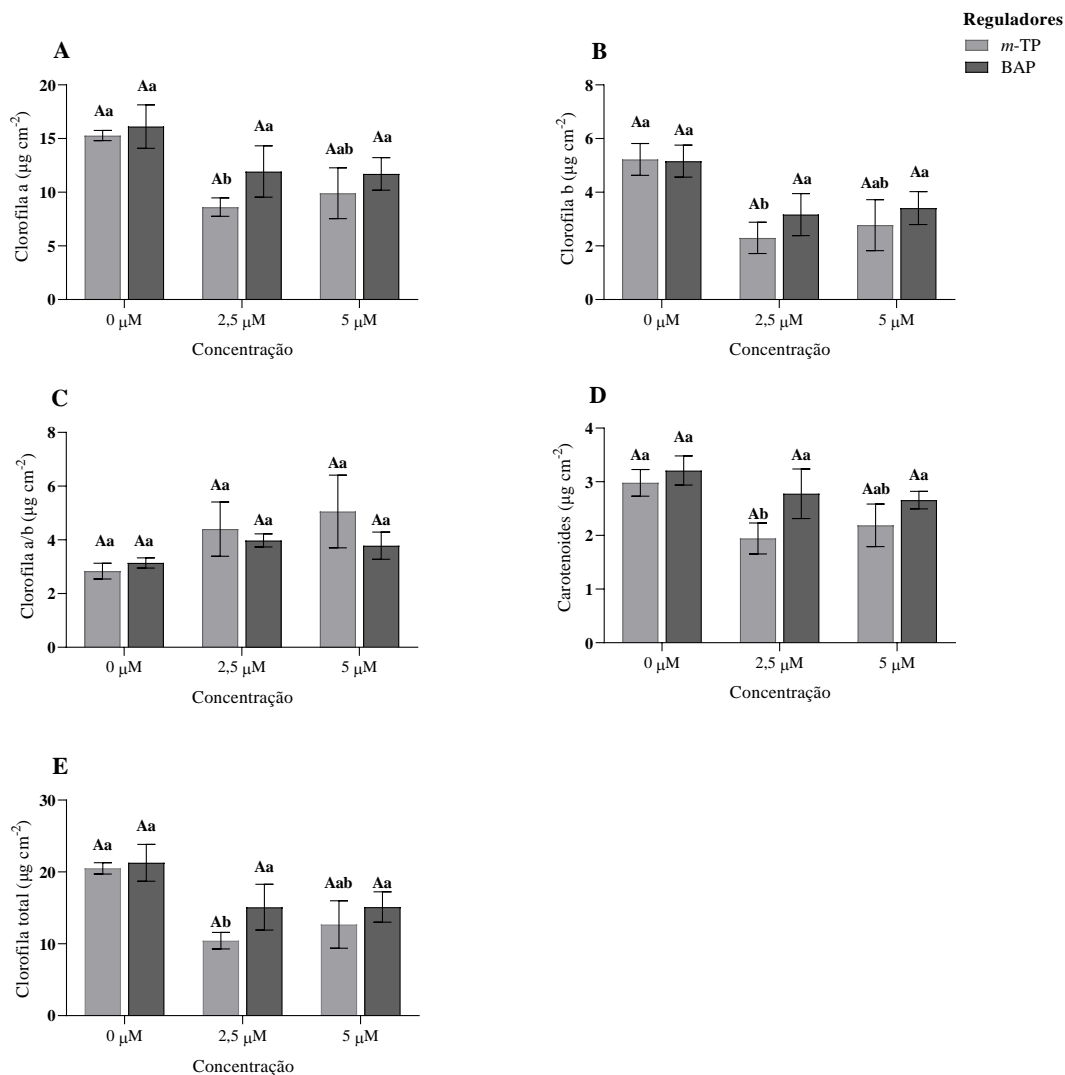 Reguladores
m-TP
BAP
A
Clorofila a (µg cm-2)
20
15
10
5
0
Aa Aa Ab Aa Aab Aa
0 µM 2,5 µM 5 µM
Concentração
B
Clorofila b (µg cm-2)
8
6
4
2
0
Aa Aa Ab Aa Aab Aa
0 µM 2,5 µM 5 µM
Concentração
C
Clorofila a/b (µg cm-2)
8
6
4
2
0
Aa Aa Aa Aa Aa Aa
0 µM 2,5 µM 5 µM
Concentração
D
Carotenoides (µg cm-2)
4
3
2
1
0
Aa Aa Ab Aa Aab Aa
0 µM 2,5 µM 5 µM
Concentração
E
Clorofila total (µg cm-2)
30
20
10
0
Aa Aa Ab Aa Aab Aa
0 µM 2,5 µM 5 µM
Concentração